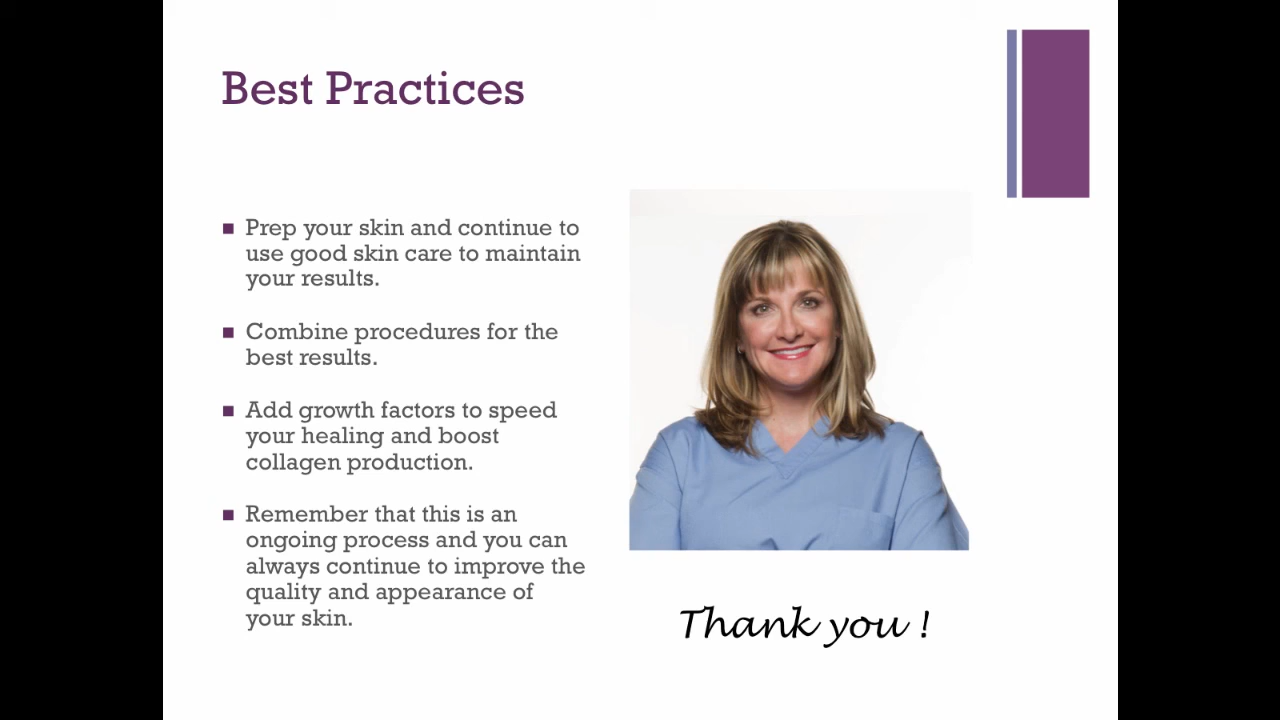 Best Practices
Prep your skin and continue to
use good skin care to maintain
your results.
Combine procedures for the
best results.
Add growth factors to speed
your healing and boost
collagen production.
Remember that this is an
ongoing process and you can
always continue to improve the
quality and appearance of
your skin.
Thank you !